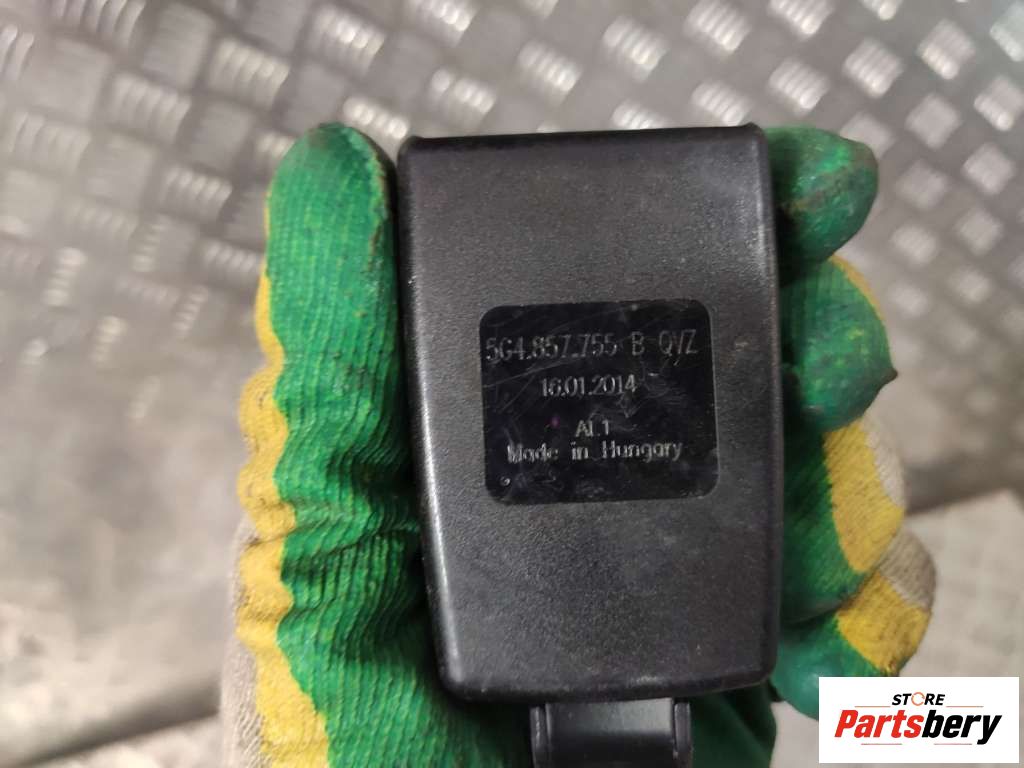 5G4.857.755 B QVZ
16.01.2014
AL1
Made in Hungary
STORE
Partsbery